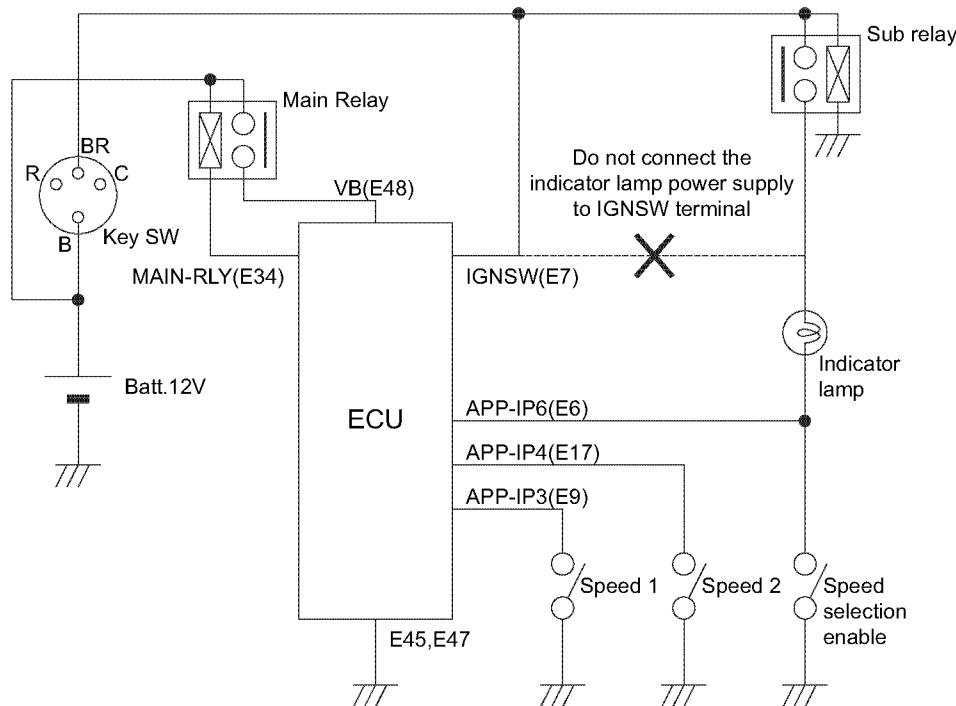 Sub relay
Main Relay
BR
R
C
B
Key SW
VB(E48)
Do not connect the
indicator lamp power supply
to IGNSW terminal
MAIN-RLY(E34)
IGNSW(E7)
Batt.12V
Indicator
lamp
ECU
APP-IP6(E6)
APP-IP4(E17)
APP-IP3(E9)
Speed 1
Speed 2
Speed
selection
enable
E45,E47